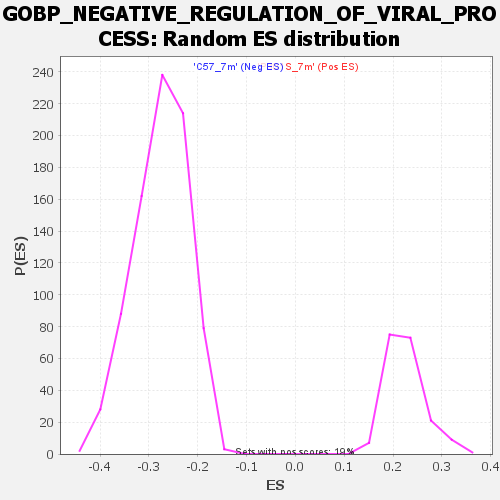 GOBP_NEGATIVE_REGULATION_OF_VIRAL_PRO
CESS: Random ES distribution
'C57_7m' (Neg ES) S_7m' (Pos ES)
240
220
200
180
160
140
120
100
80
60
40
20
0
P(ES)
Sets with pos scores: 19%
-0.4 -0.3 -0.2 -0.1 0.0 0.1 0.2 0.3 0.4
ES